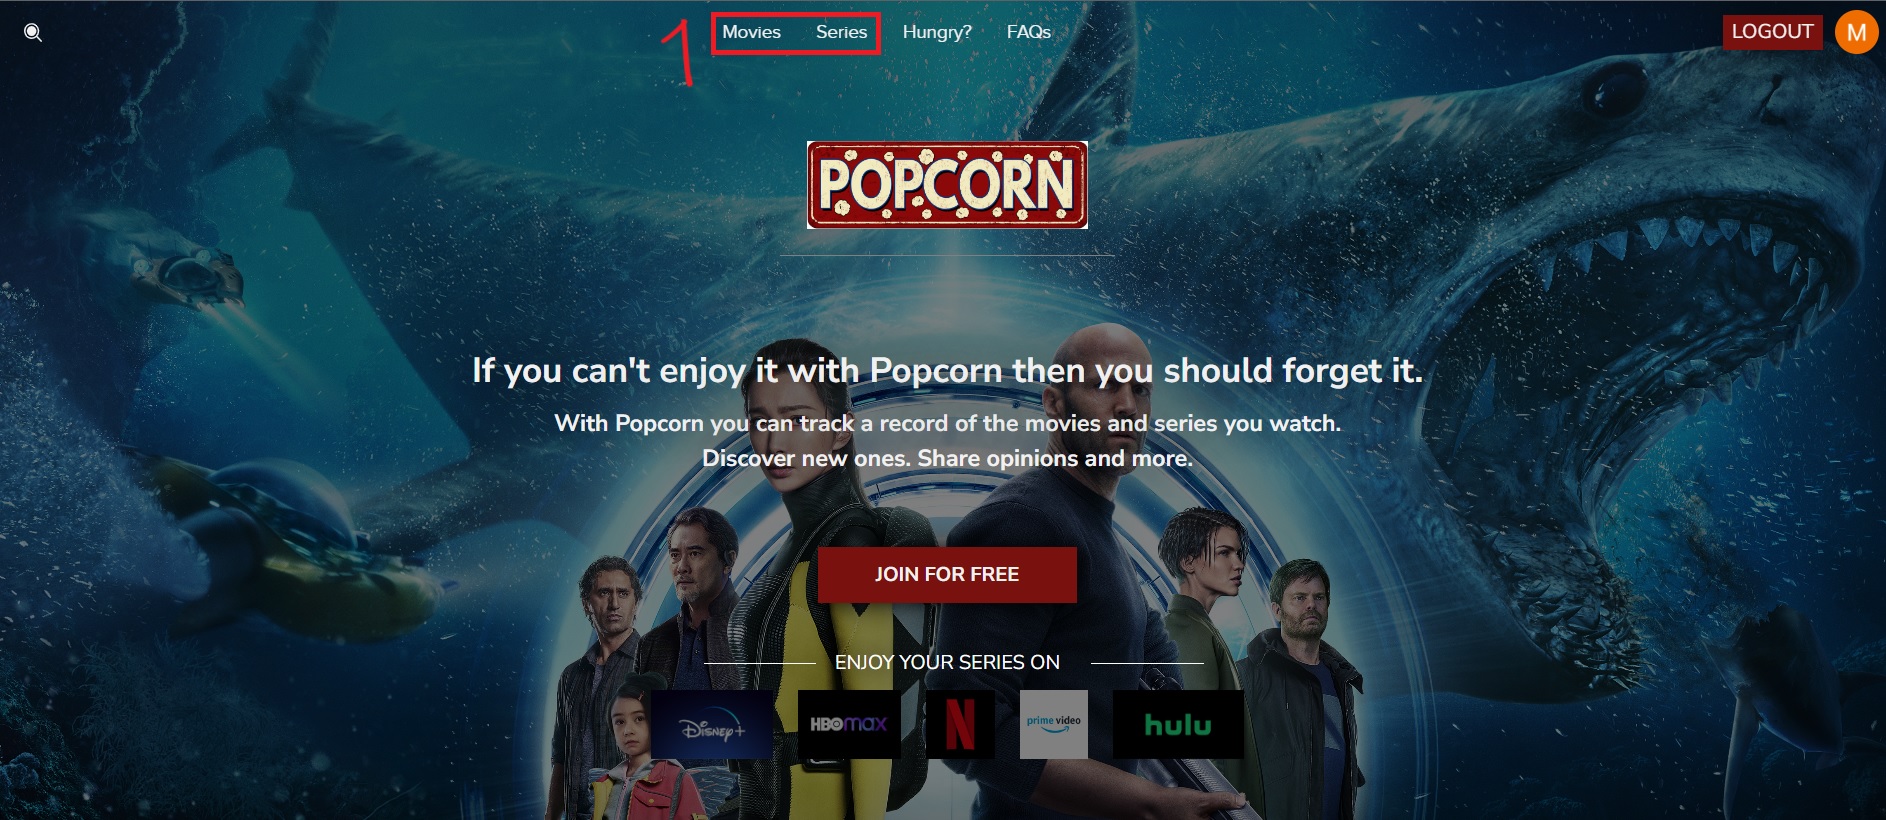 1
Movies Series Hungry? FAQs
LOGOUT M
POPCORN
If you can't enjoy it with Popcorn then you should forget it.
With Popcorn you can track a record of the movies and series you watch.
Discover new ones. Share opinions and more.
JOIN FOR FREE
ENJOY YOUR SERIES ON
Disney+ HBOmax N prime video hulu